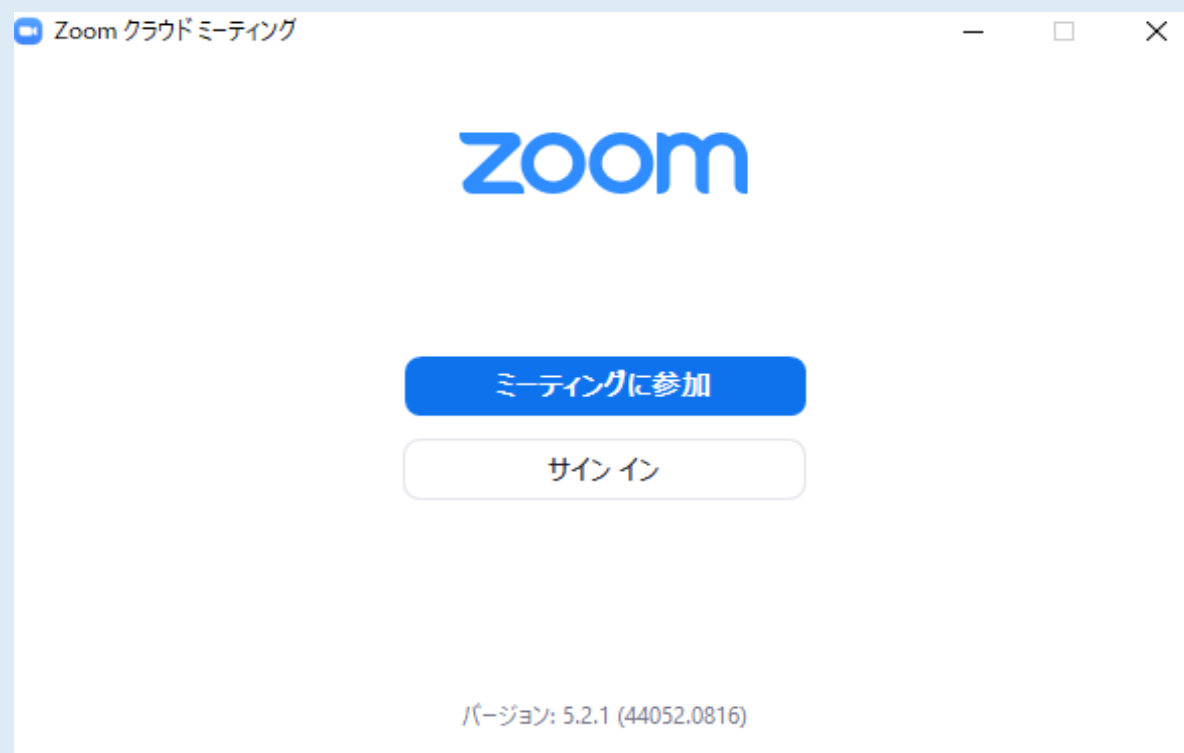 Zoom クラウド ミーティング
zoom
ミーティングに参加
サイン イン
バージョン: 5.2.1 (44052.0816)